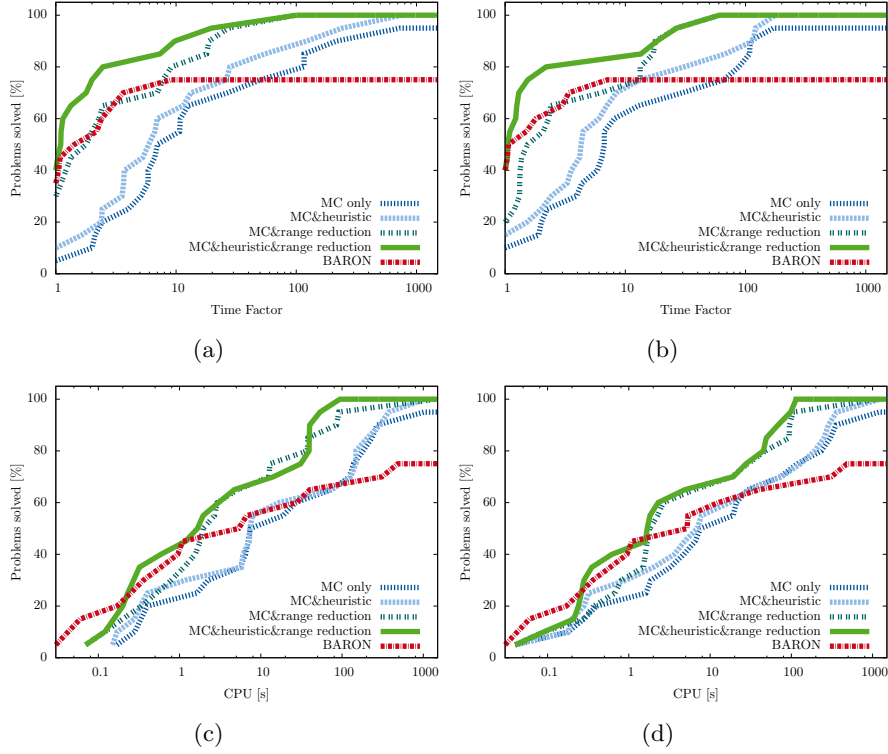 100
80
60
40
20
0
Problems solved [%]
MC only
MC&heuristic
MC&range reduction
MC&heuristic&range reduction
BARON
1 10 100 1000
Time Factor
(a)
100
80
60
40
20
0
Problems solved [%]
MC only
MC&heuristic
MC&range reduction
MC&heuristic&range reduction
BARON
1 10 100 1000
Time Factor
(b)
100
80
60
40
20
0
Problems solved [%]
MC only
MC&heuristic
MC&range reduction
MC&heuristic&range reduction
BARON
0.1 1 10 100 1000
CPU [s]
(c)
100
80
60
40
20
0
Problems solved [%]
MC only
MC&heuristic
MC&range reduction
MC&heuristic&range reduction
BARON
0.1 1 10 100 1000
CPU [s]
(d)